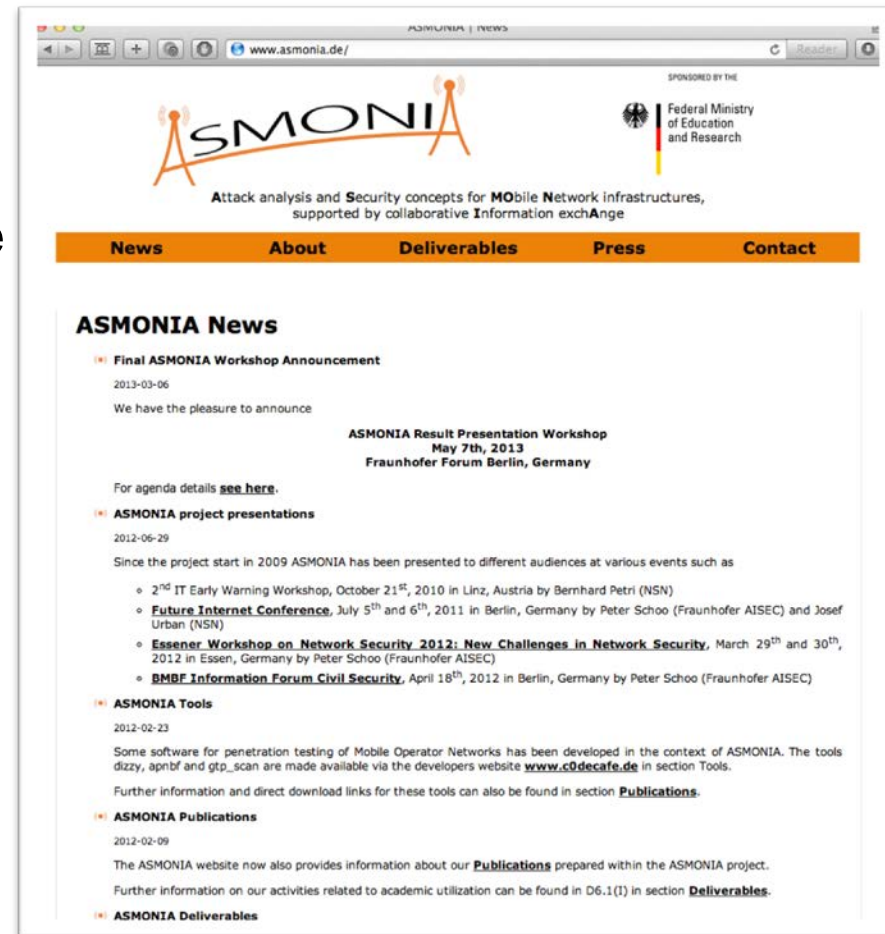 ASMONIA | News
www.asmonia.de/
Reader
ASMONIA
SPONSORED BY THE
Federal Ministry
of Education
and Research
Attack analysis and Security concepts for MObile Network infrastructures,
supported by collaborative Information exchAnge
e
News About Deliverables Press Contact
ASMONIA News
Final ASMONIA Workshop Announcement
2013-03-06
We have the pleasure to announce
ASMONIA Result Presentation Workshop
May 7th, 2013
Fraunhofer Forum Berlin, Germany
For agenda details see here.
ASMONIA project presentations
2012-06-29
Since the project start in 2009 ASMONIA has been presented to different audiences at various events such as
2nd IT Early Warning Workshop, October 21st, 2010 in Linz, Austria by Bernhard Petri (NSN)
Future Internet Conference, July 5th and 6th, 2011 in Berlin, Germany by Peter Schoo (Fraunhofer AISEC) and Josef
Urban (NSN)
Essener Workshop on Network Security 2012: New Challenges in Network Security, March 29th and 30th,
2012 in Essen, Germany by Peter Schoo (Fraunhofer AISEC)
BMBF Information Forum Civil Security, April 18th, 2012 in Berlin, Germany by Peter Schoo (Fraunhofer AISEC)
ASMONIA Tools
2012-02-23
Some software for penetration testing of Mobile Operator Networks has been developed in the context of ASMONIA. The tools
dizzy, apnbf and gtp_scan are made available via the developers website www.c0decafe.de in section Tools.
Further information and direct download links for these tools can also be found in section Publications.
ASMONIA Publications
2012-02-09
The ASMONIA website now also provides information about our Publications prepared within the ASMONIA project.
Further information on our activities related to academic utilization can be found in D6.1(I) in section Deliverables.
ASMONIA Deliverables